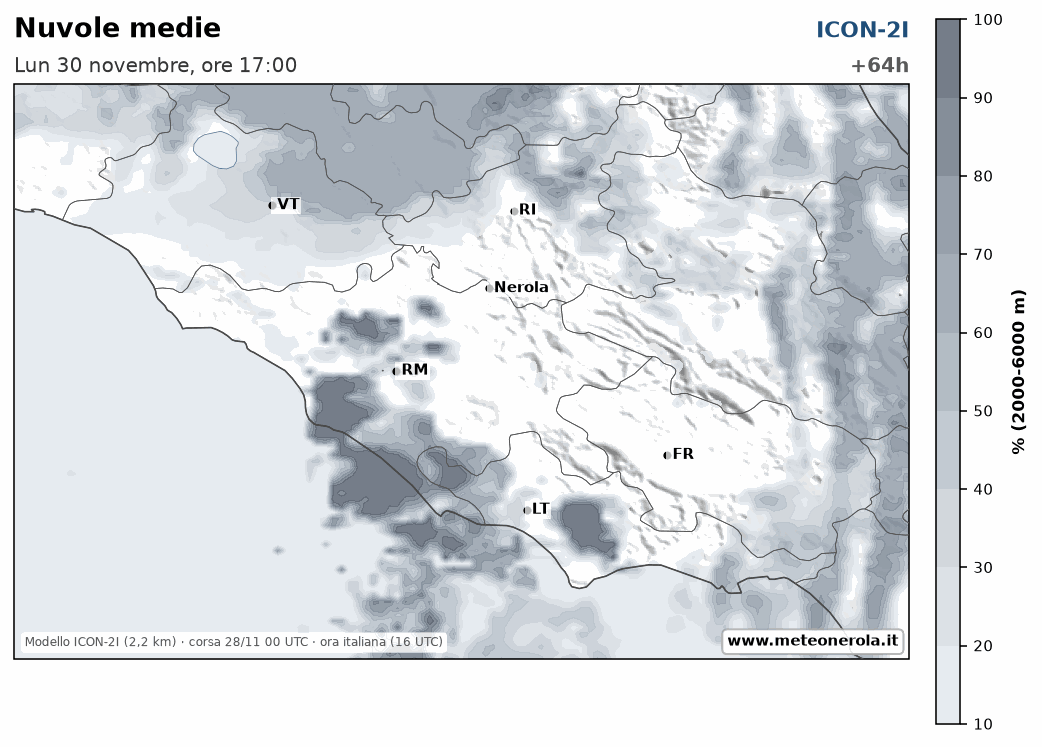 Nuvole medie
ICON-2I
Lun 30 novembre, ore 17:00
+64h
VT
RI
Nerola
RM
FR
LT
Modello ICON-2I (2,2 km) · corsa 28/11 00 UTC · ora italiana (16 UTC)
www.meteonerola.it
100
90
80
70
60
50
40
30
20
10
% (2000-6000 m)